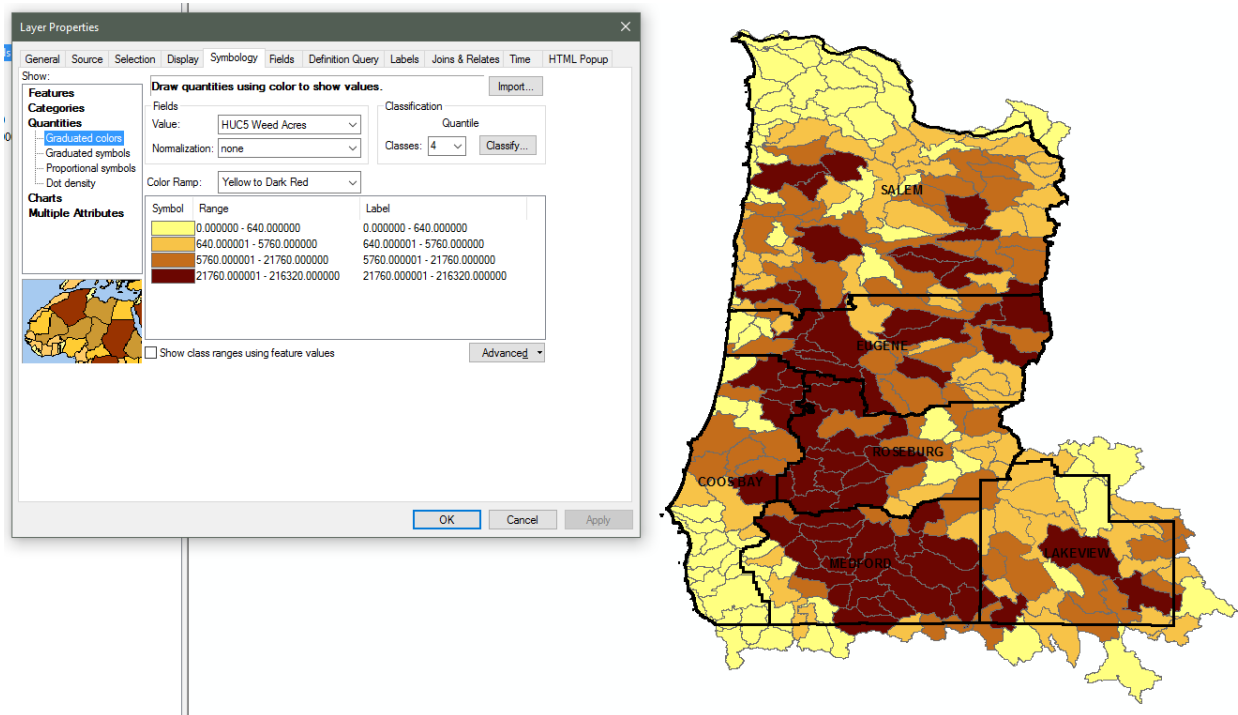 Layer Properties
General Source Selection Display Symbology Fields Definition Query Labels Joins & Relates Time HTML Popup
Show:
Features
Categories
Quantities
Graduated colors
Graduated symbols
Proportional symbols
Dot density
Charts
Multiple Attributes
Draw quantities using color to show values.
Import...
Fields
Value: HUC5 Weed Acres
Normalization: none
Classification
Quantile
Classes: 4 Classify...
Color Ramp: Yellow to Dark Red
Symbol Range Label
0.000000 - 640.000000 0.000000 - 640.000000
640.000001 - 5760.000000 640.000001 - 5760.000000
5760.000001 - 21760.000000 5760.000001 - 21760.000000
21760.000001 - 216320.000000 21760.000001 - 216320.000000
Show class ranges using feature values
Advanced
OK Cancel Apply
SALEM
EUGENE
ROSEBURG
COOS BAY
MEDFORD
LAKEVIEW